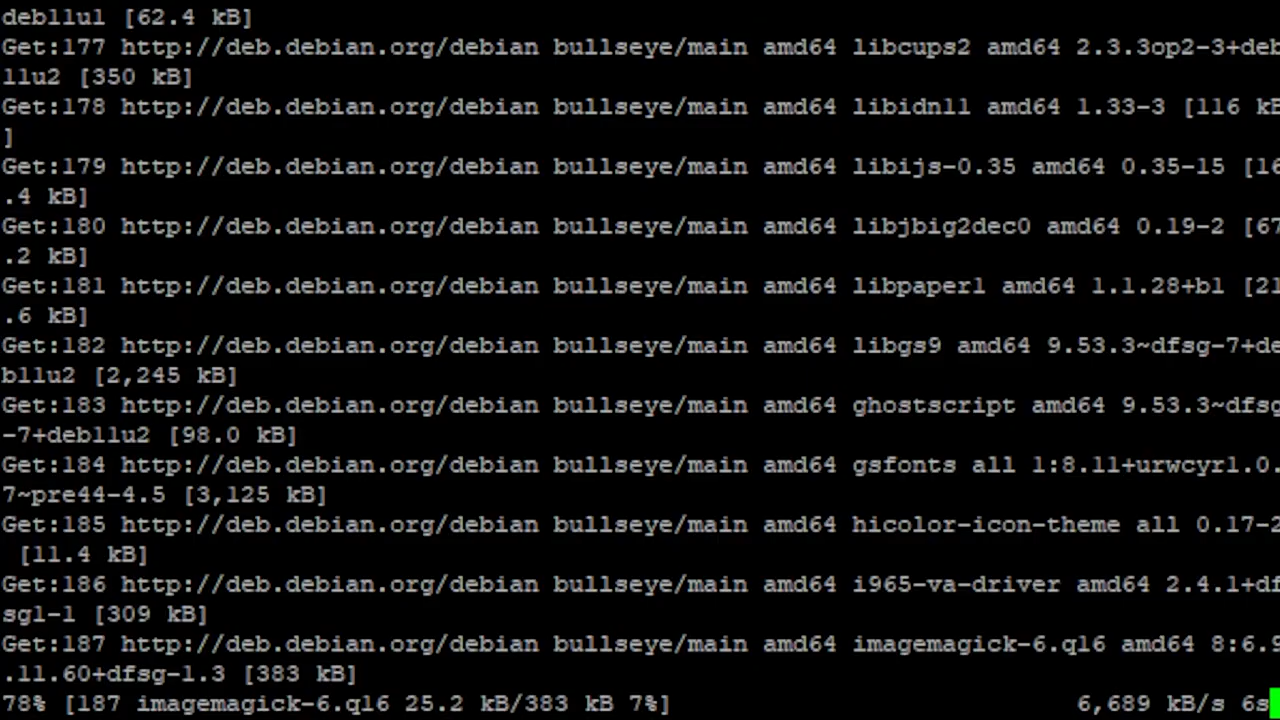 deb11u1 [62.4 kB]
Get:177 http://deb.debian.org/debian bullseye/main amd64 libcups2 amd64 2.3.3op2-3+deb
11u2 [350 kB]
Get:178 http://deb.debian.org/debian bullseye/main amd64 libidn11 amd64 1.33-3 [116 kB
]
Get:179 http://deb.debian.org/debian bullseye/main amd64 libijs-0.35 amd64 0.35-15 [16
.4 kB]
Get:180 http://deb.debian.org/debian bullseye/main amd64 libjbig2dec0 amd64 0.19-2 [67
.2 kB]
Get:181 http://deb.debian.org/debian bullseye/main amd64 libpaper1 amd64 1.1.28+b1 [21
.6 kB]
Get:182 http://deb.debian.org/debian bullseye/main amd64 libgs9 amd64 9.53.3~dfsg-7+de
b11u2 [2,245 kB]
Get:183 http://deb.debian.org/debian bullseye/main amd64 ghostscript amd64 9.53.3~dfsg
-7+deb11u2 [98.0 kB]
Get:184 http://deb.debian.org/debian bullseye/main amd64 gsfonts all 1:8.11+urwcyr1.0.
7~pre44-4.5 [3,125 kB]
Get:185 http://deb.debian.org/debian bullseye/main amd64 hicolor-icon-theme all 0.17-2
[11.4 kB]
Get:186 http://deb.debian.org/debian bullseye/main amd64 i965-va-driver amd64 2.4.1+df
sg1-1 [309 kB]
Get:187 http://deb.debian.org/debian bullseye/main amd64 imagemagick-6.q16 amd64 8:6.9
.11.60+dfsg-1.3 [383 kB]
78% [187 imagemagick-6.q16 25.2 kB/383 kB 7%] 6,689 kB/s 6s